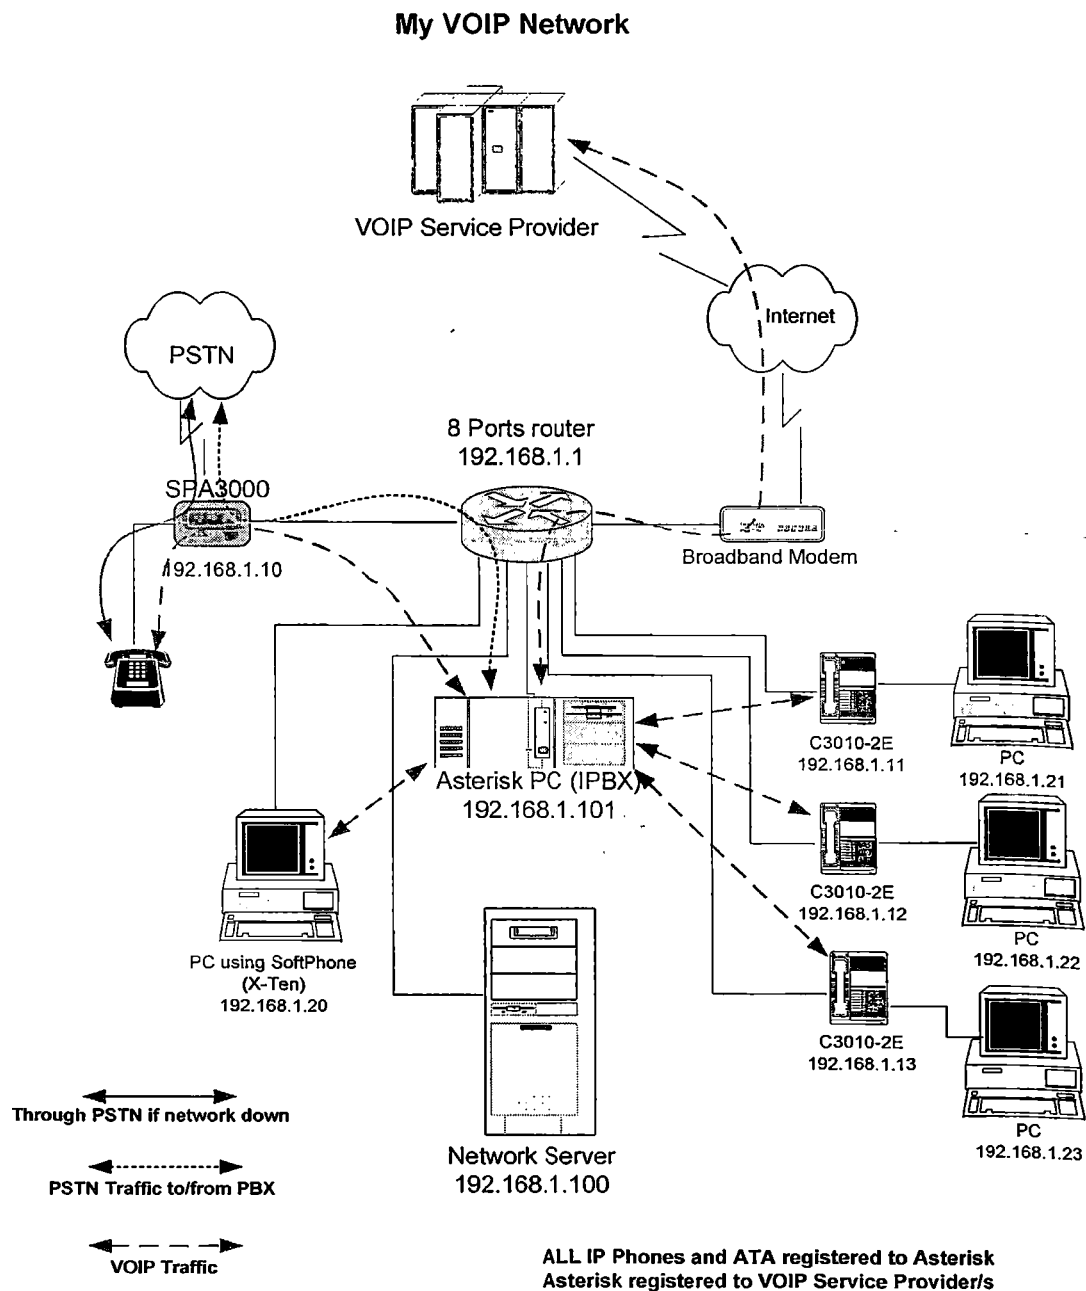 My VOIP Network
VOIP Service Provider
Internet
PSTN
8 Ports router
192.168.1.1
SPA3000
192.168.1.10
Broadband Modem
C3010-2E
192.168.1.11
PC
192.168.1.21
Asterisk PC (IPBX)
192.168.1.101
C3010-2E
192.168.1.12
PC
192.168.1.22
PC using SoftPhone
(X-Ten)
192.168.1.20
C3010-2E
192.168.1.13
PC
192.168.1.23
Network Server
192.168.1.100
Through PSTN if network down
PSTN Traffic to/from PBX
VOIP Traffic
ALL IP Phones and ATA registered to Asterisk
Asterisk registered to VOIP Service Provider/s